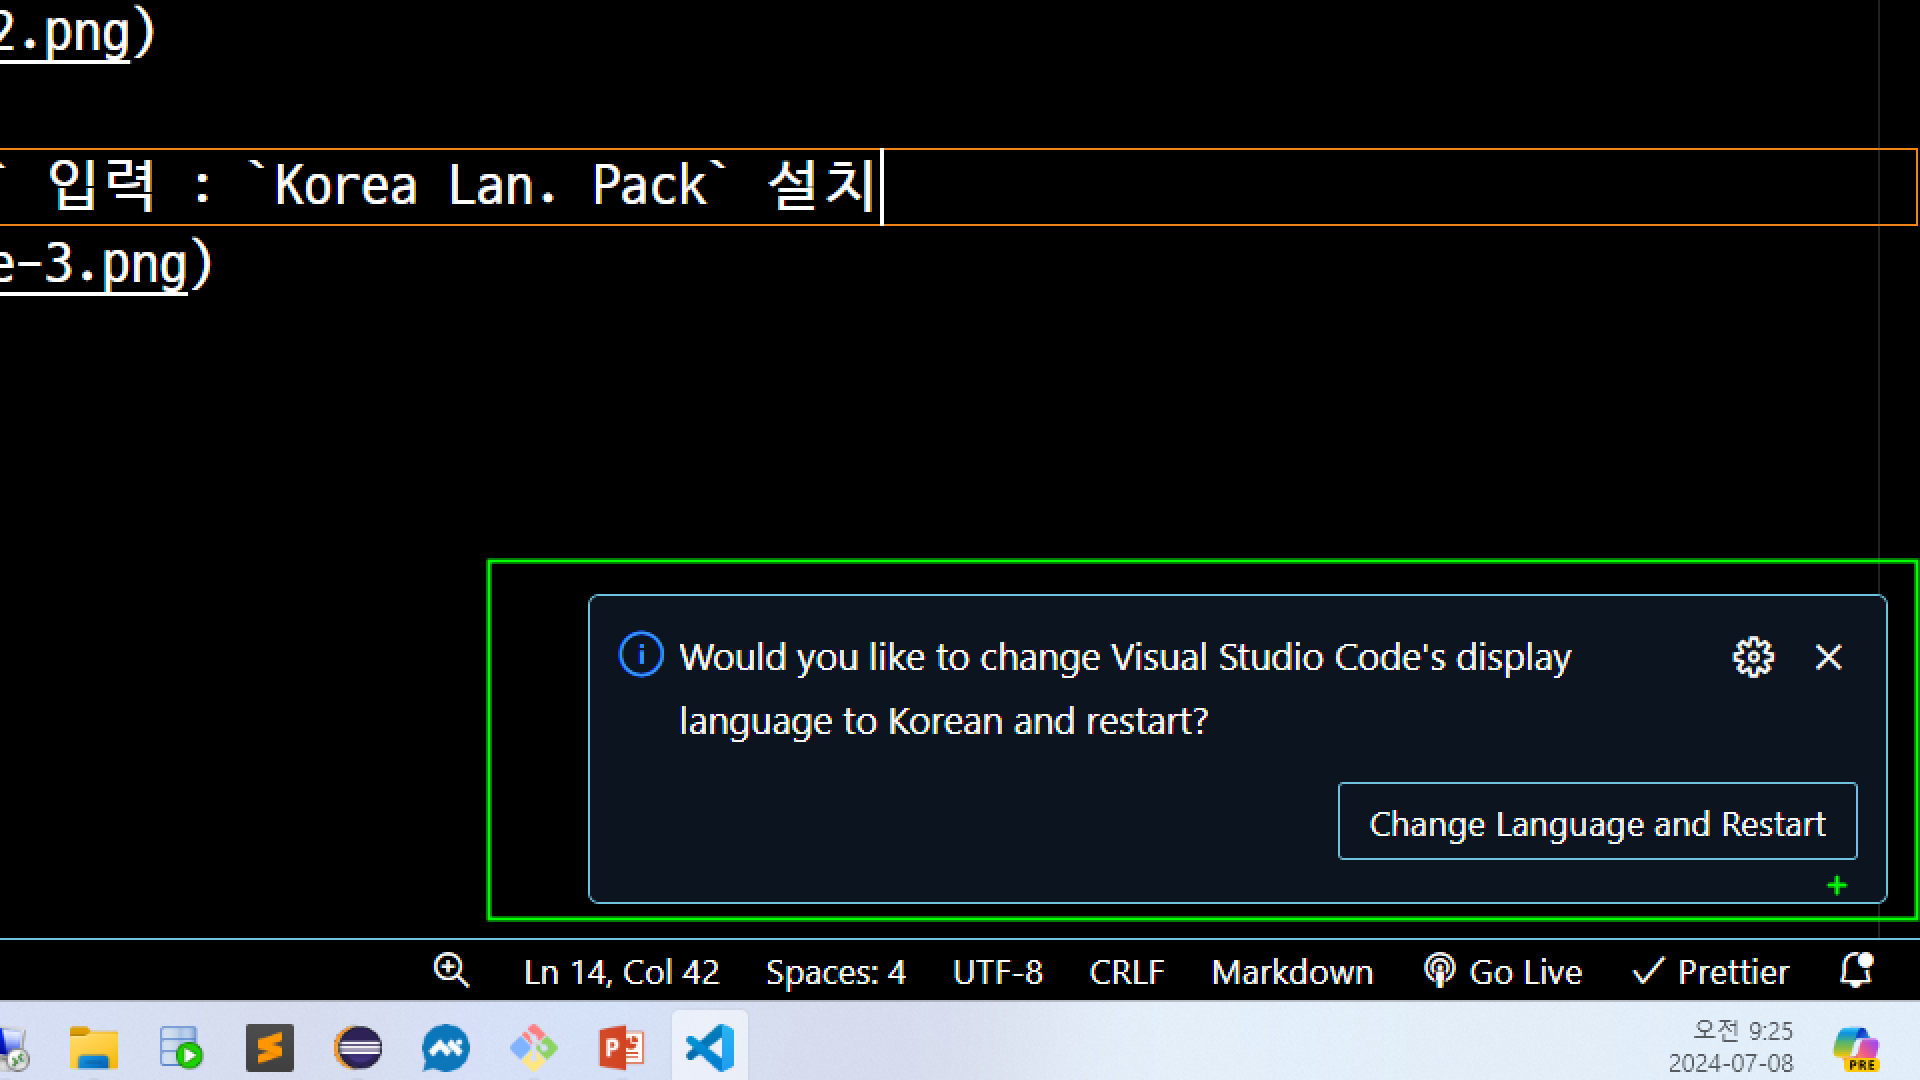 2.png)
` 입력 : `Korea Lan. Pack` 설치
e-3.png)
Would you like to change Visual Studio Code's display
language to Korean and restart?
Change Language and Restart
Ln 14, Col 42 Spaces: 4 UTF-8 CRLF Markdown Go Live Prettier
오전 9:25
2024-07-08
PRE